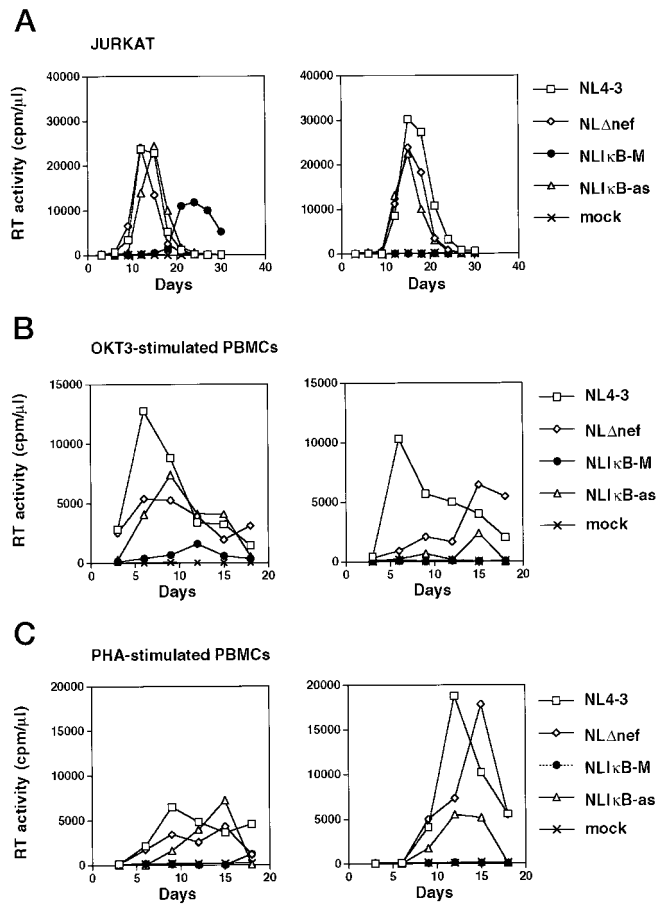 A
JURKAT
RT activity (cpm/µl)
40000
30000
20000
10000
0
0 10 20 30 40
Days
40000
30000
20000
10000
0
0 10 20 30 40
Days
NL4-3
NLΔnef
NLIκB-M
NLIκB-as
mock
B
OKT3-stimulated PBMCs
RT activity (cpm/µl)
15000
10000
5000
0
0 5 10 15 20
Days
15000
10000
5000
0
0 5 10 15 20
Days
NL4-3
NLΔnef
NLIκB-M
NLIκB-as
mock
C
PHA-stimulated PBMCs
RT activity (cpm/µl)
20000
15000
10000
5000
0
0 5 10 15 20
Days
20000
15000
10000
5000
0
0 5 10 15 20
Days
NL4-3
NLΔnef
NLIκB-M
NLIκB-as
mock